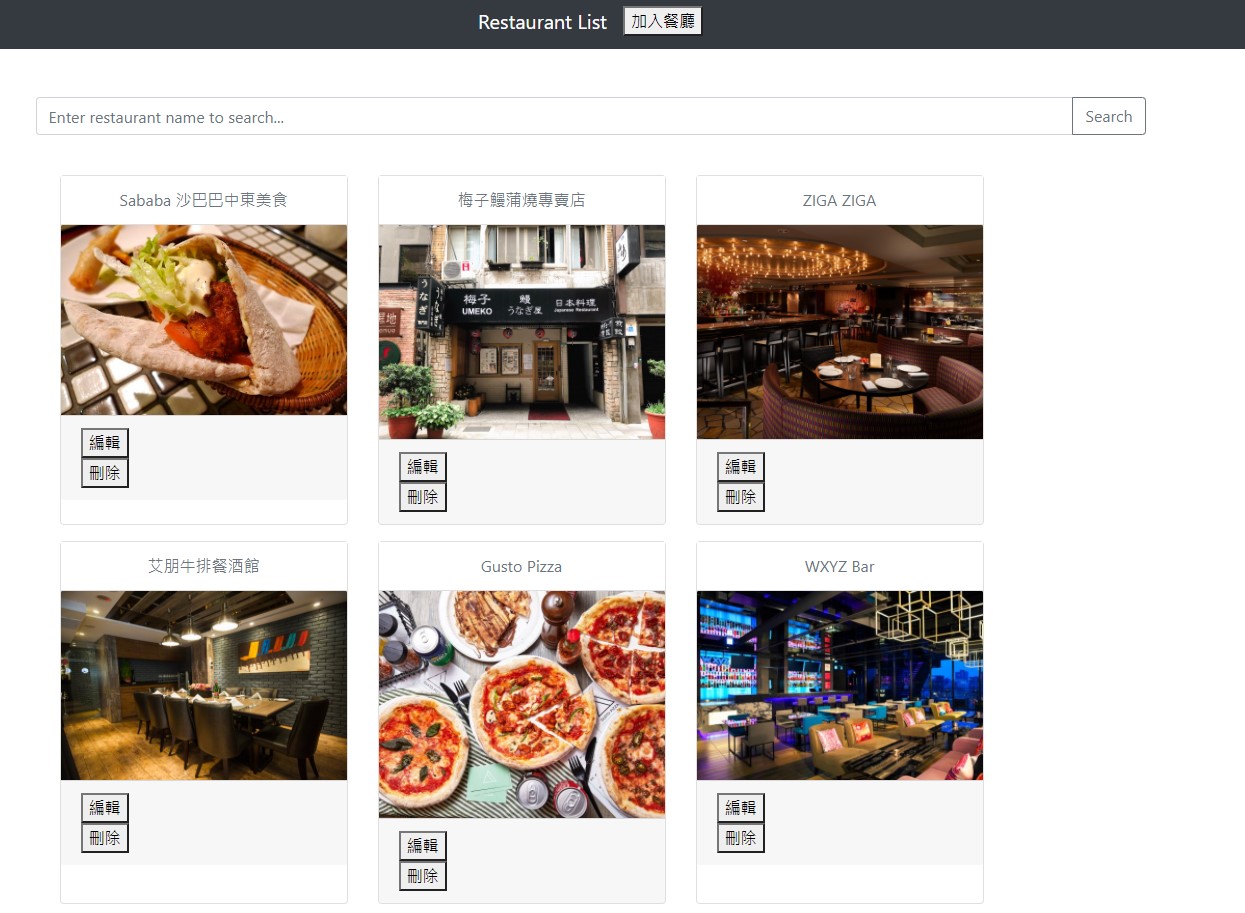 Restaurant List 加入餐廳
Enter restaurant name to search...
Search
Sababa 沙巴巴中東美食
梅子鰻蒲燒專賣店
ZIGA ZIGA
うなぎ
梅子
UMEKO
鰻
うなぎ屋
日本料理
Japanese Restaurant
編輯
刪除
編輯
刪除
編輯
刪除
艾朋牛排餐酒館
Gusto Pizza
WXYZ Bar
編輯
刪除
編輯
刪除
編輯
刪除